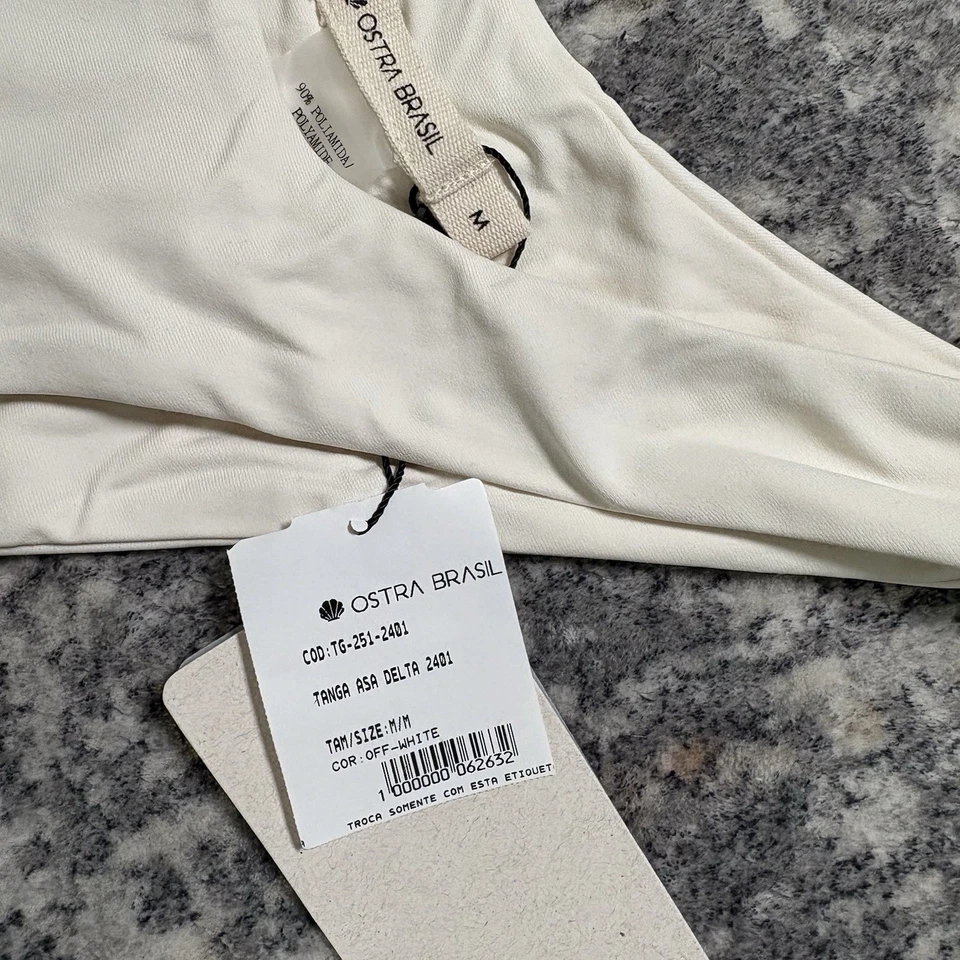 OSTRA BRASIL
90% POLIAMIDA/
POLYAMIDE
M
OSTRA BRASIL
COD:TG-251-2401
TANGA ASA DELTA 2401
TAM/SIZE:M/M
COR:OFF-WHITE
1 000000 062632
TROCA SOMENTE COM ESTA ETIQUET